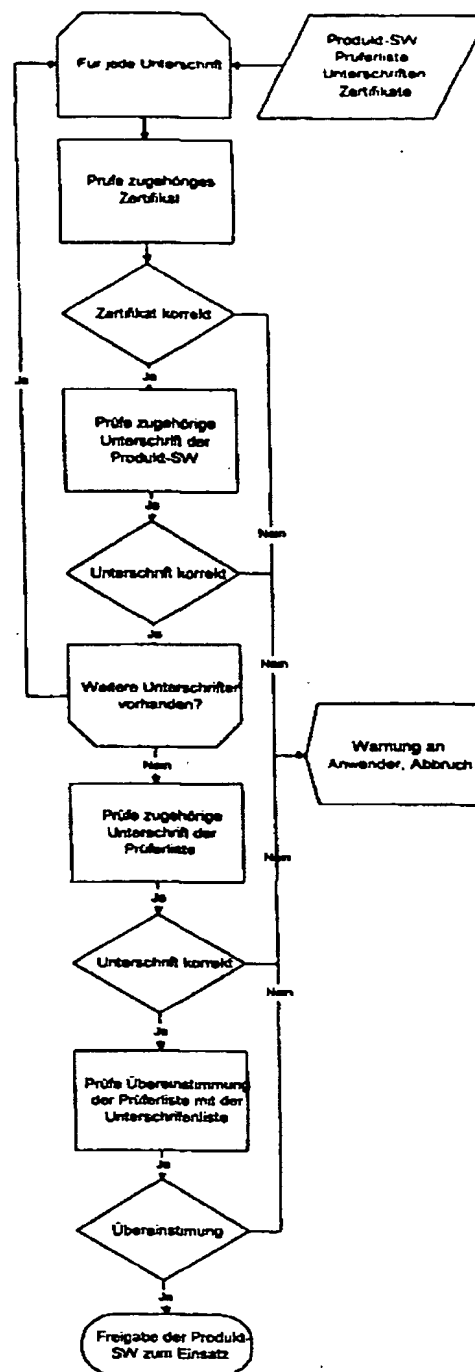 Für jede Unterschrift
Produkt-SW
Prüferliste
Unterschriften
Zertifikate
Prüfe zugehöriges
Zertifikat
Zertifikat korrekt
Ja
Ja
Prüfe zugehörige
Unterschrift der
Produkt-SW
Ja
Nein
Unterschrift korrekt
Ja
Nein
Weitere Unterschriften
vorhanden?
Warnung an
Anwender, Abbruch
Nein
Prüfe zugehörige
Unterschrift der
Prüferliste
Nein
Ja
Unterschrift korrekt
Nein
Ja
Prüfe Übereinstimmung
der Prüferliste mit der
Unterschriftenliste
Ja
Übereinstimung
Ja
Freigabe der Produkt-
SW zum Einsatz